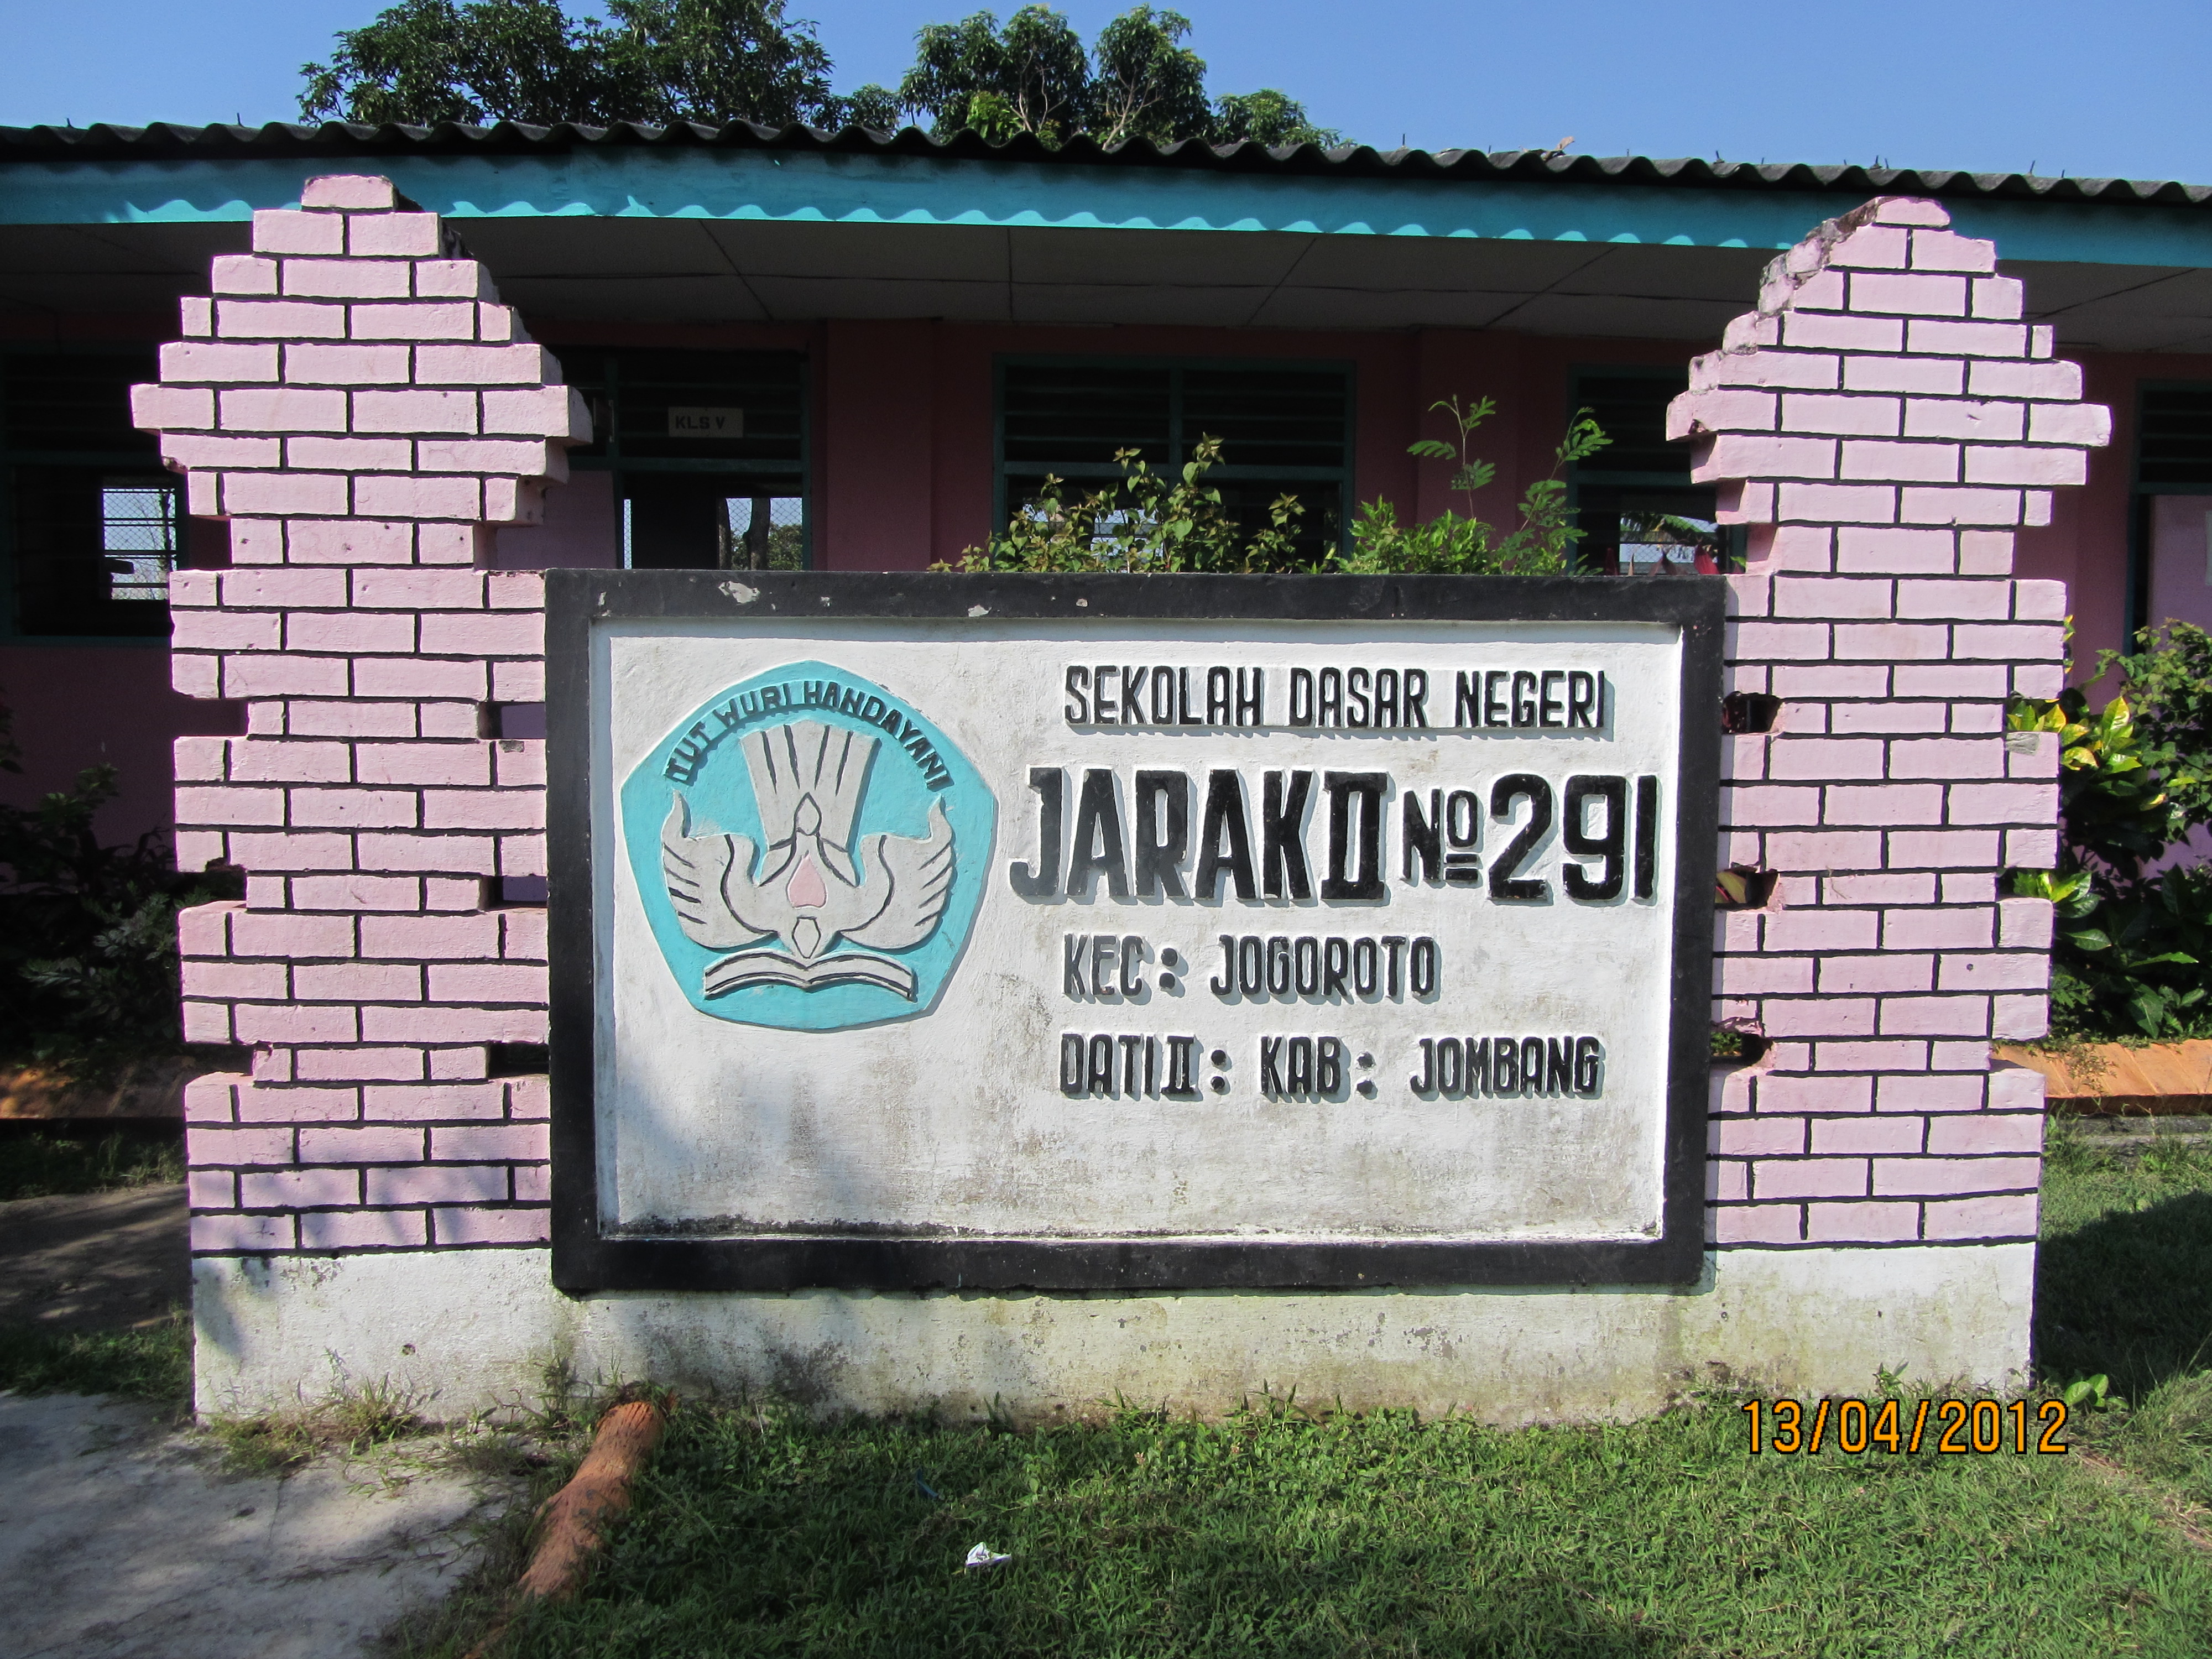 KLS V
TUT WURI HANDAYANI
SEKOLAH DASAR NEGERI
JARAK II No 291
KEC : JOGOROTO
DATI II : KAB : JOMBANG
13/04/2012